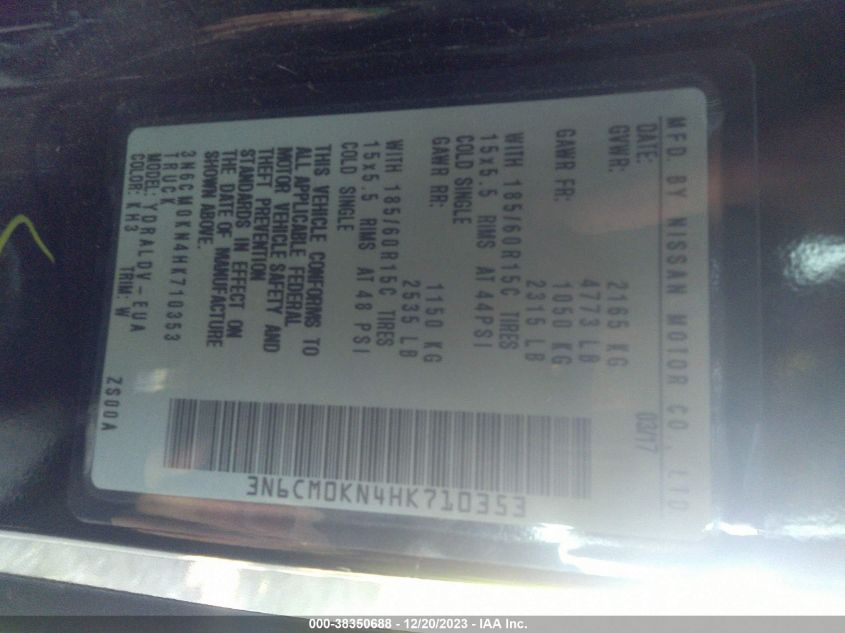 MFD. BY NISSAN MOTOR CO., LTD.
DATE: 03/17
GVWR: 2165 KG
4773 LB
GAWR FR: 1050 KG
2315 LB
WITH 185/60R15C TIRES
15x5.5 RIMS AT 44PSI
COLD SINGLE
GAWR RR: 1150 KG
2535 LB
WITH 185/60R15C TIRES
15x5.5 RIMS AT 48 PSI
COLD SINGLE
THIS VEHICLE CONFORMS TO
ALL APPLICABLE FEDERAL
MOTOR VEHICLE SAFETY AND
THEFT PREVENTION
STANDARDS IN EFFECT ON
THE DATE OF MANUFACTURE
SHOWN ABOVE.
3N6CM0KN4HK710353
TRUCK
MODEL: YDRALDV-EUA
COLOR: KH3 TRIM: W ZS00A
3N6CM0KN4HK710353
000-38350688 - 12/20/2023 - IAA Inc.